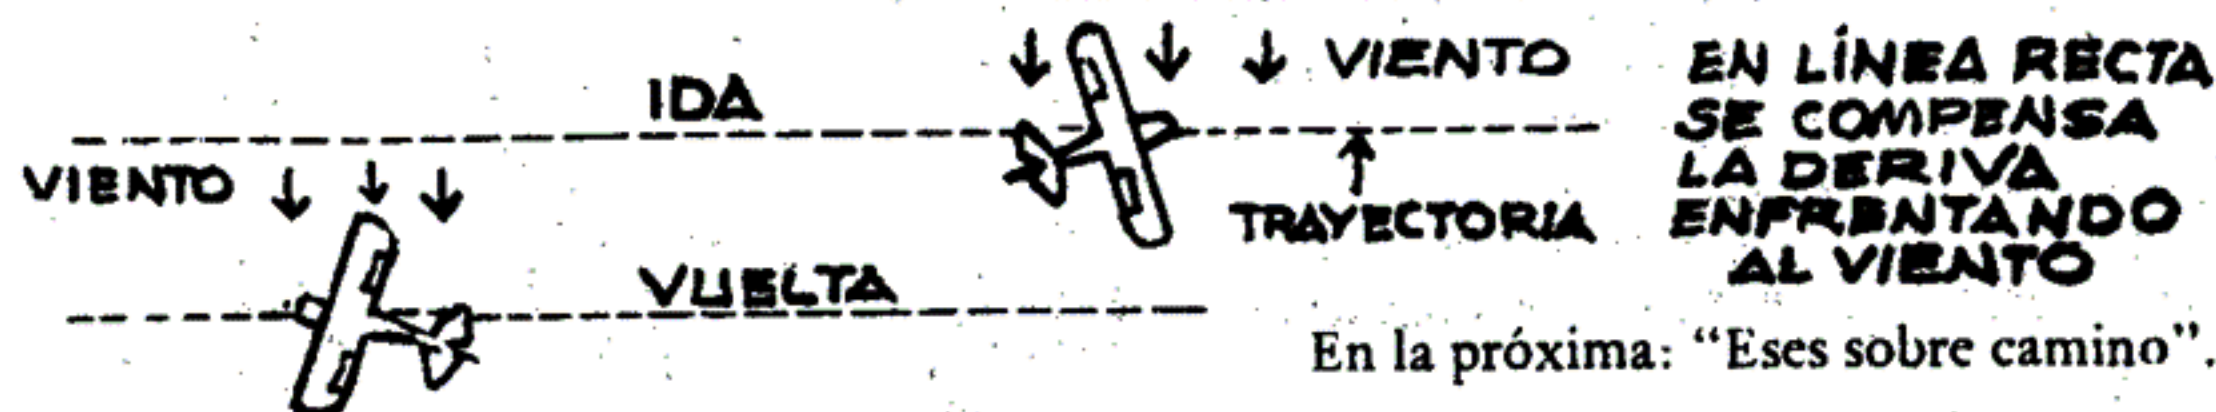 IDA
VIENTO
VIENTO
TRAYECTORIA
VUELTA
EN LÍNEA RECTA
SE COMPENSA
LA DERIVA
ENFRENTANDO
AL VIENTO
En la próxima: “Eses sobre camino”.